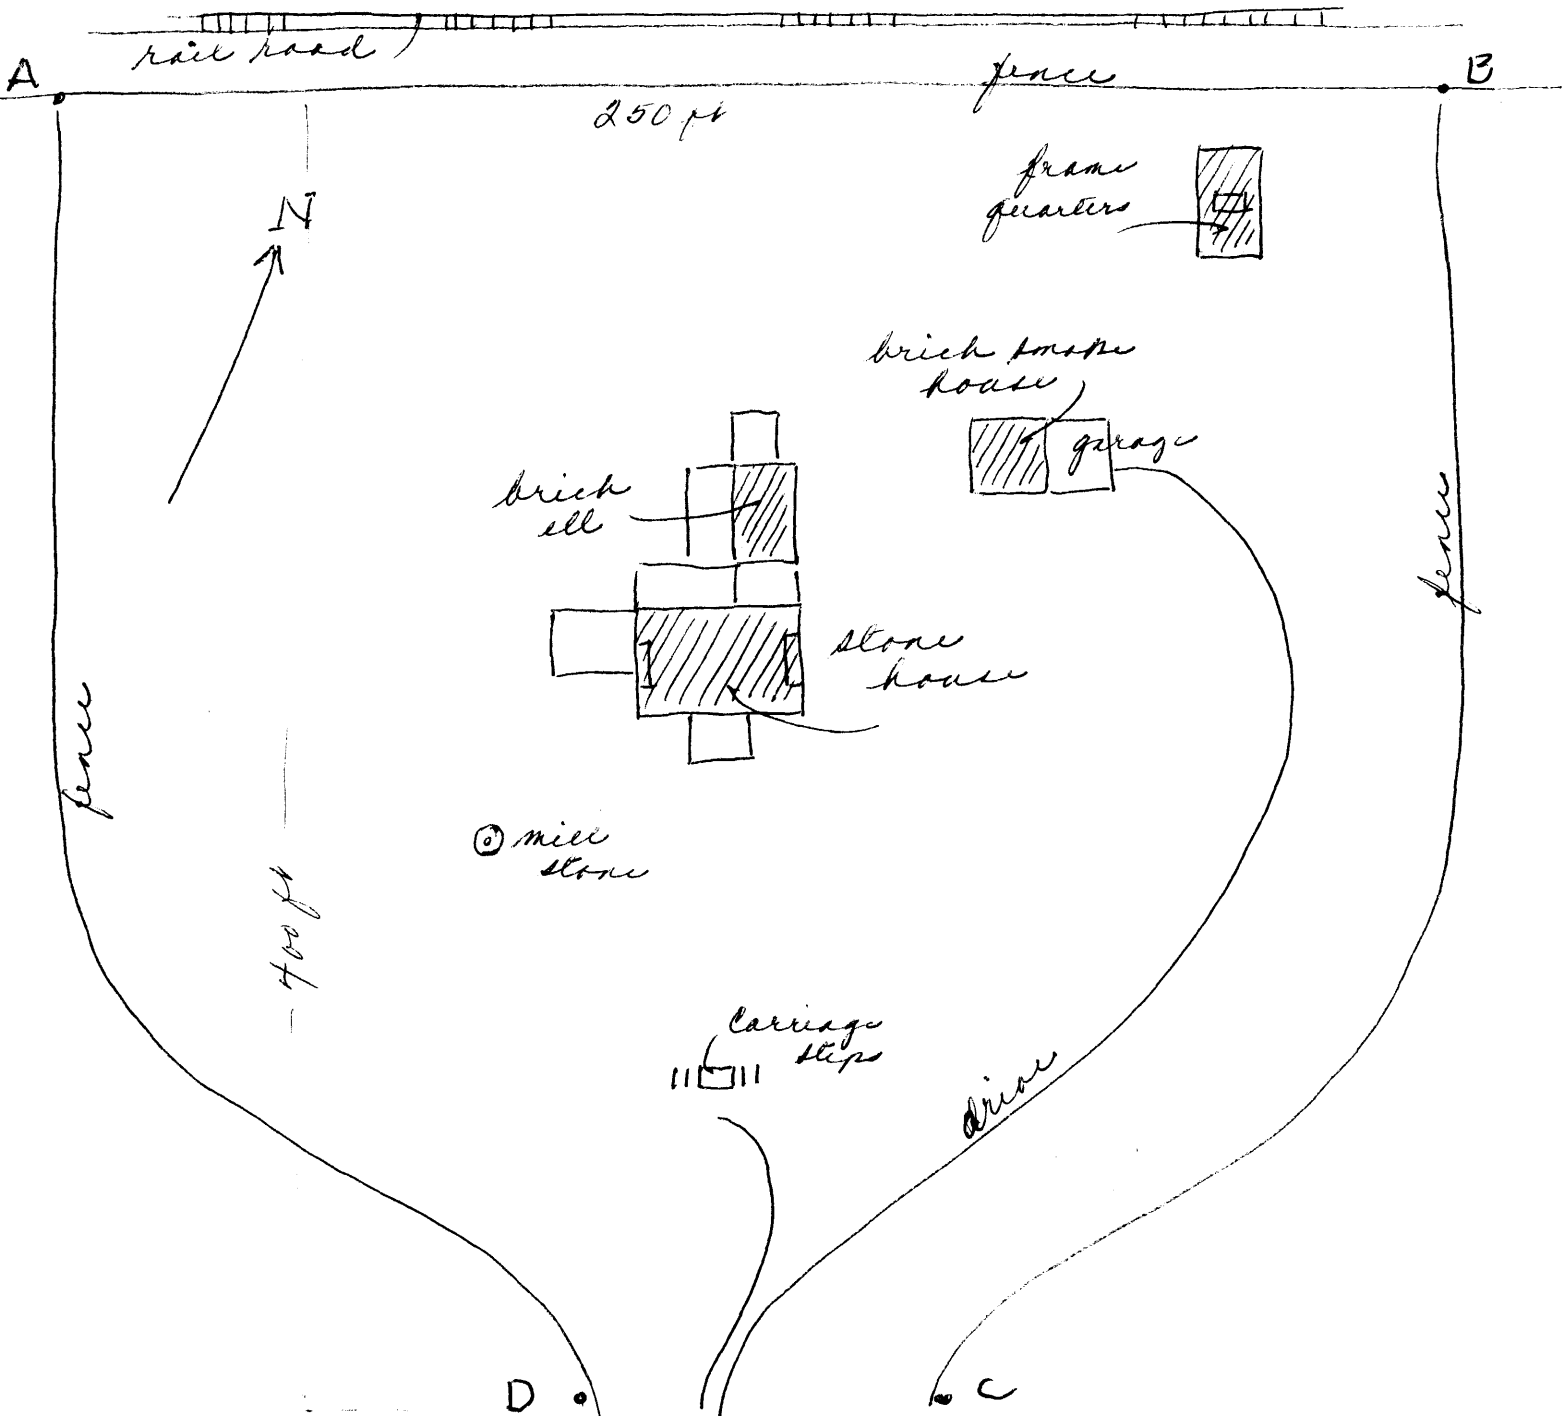 rail road
A
fence
B
250 ft
N
frame
quarters
brick smoke
house
garage
brick
ell
fence
stone
house
fence
mill
stone
400 ft
Carriage
steps
drive
D
C